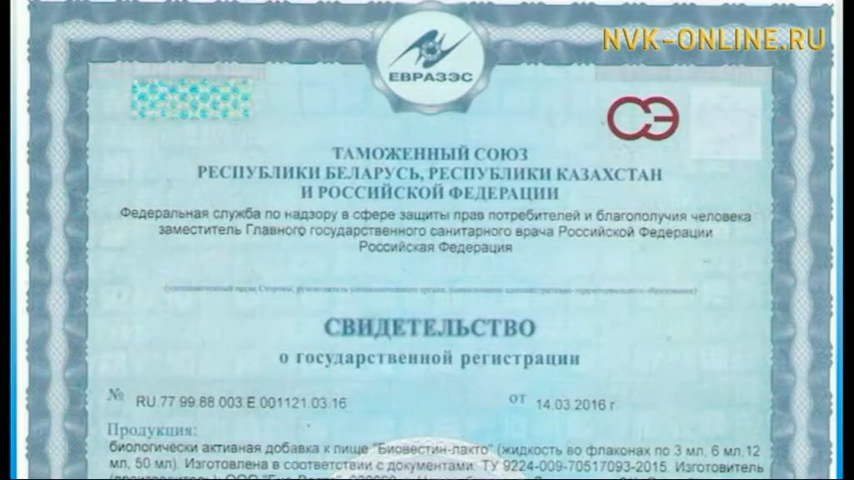 NVK-ONLINE.RU
ЕВРАЗЭС
СЭ
ТАМОЖЕННЫЙ СОЮЗ
РЕСПУБЛИКИ БЕЛАРУСЬ, РЕСПУБЛИКИ КАЗАХСТАН
И РОССИЙСКОЙ ФЕДЕРАЦИИ
Федеральная служба по надзору в сфере защиты прав потребителей и благополучия человека
заместитель Главного государственного санитарного врача Российской Федерации
Российская Федерация
СВИДЕТЕЛЬСТВО
о государственной регистрации
№ RU.77.99.88.003.Е.001121.03.16 от 14.03.2016 г.
Продукция:
биологически активная добавка к пище "Биовестин-лакто" (жидкость во флаконах по 3 мл, 6 мл,12
мл, 50 мл). Изготовлена в соответствии с документами: ТУ 9224-009-70517093-2015. Изготовитель